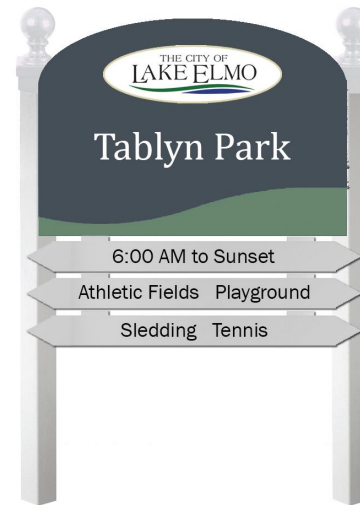 THE CITY OF
LAKE ELMO
Tablyn Park
6:00 AM to Sunset
Athletic Fields Playground
Sledding Tennis